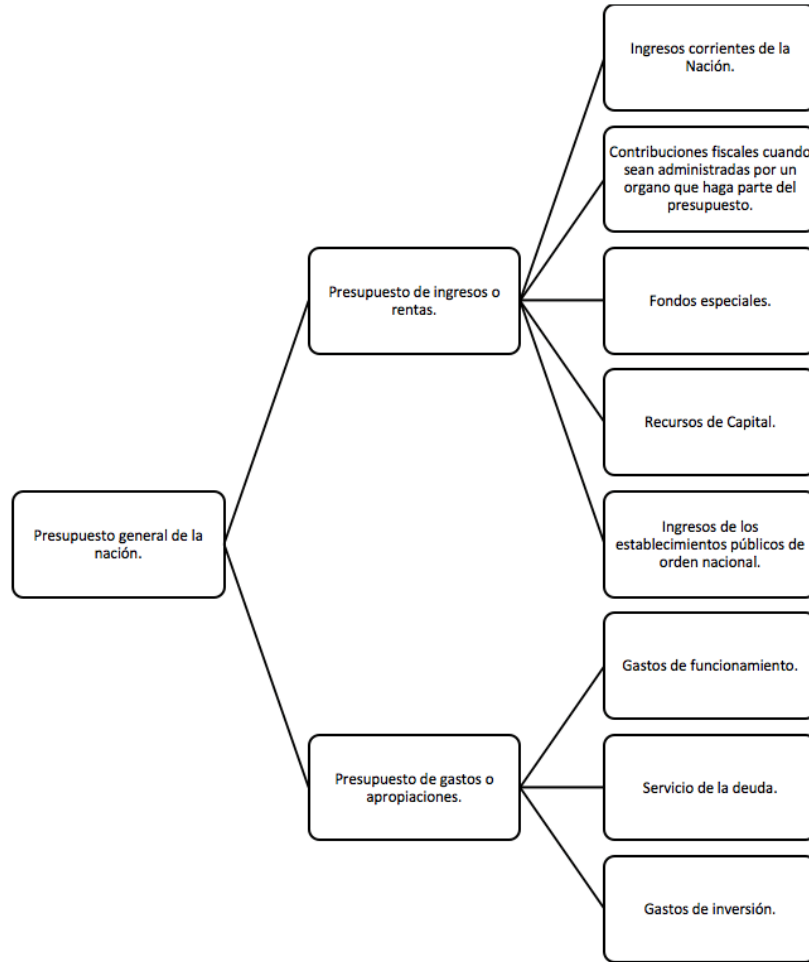 Presupuesto general de la
nación.
Presupuesto de ingresos o
rentas.
Ingresos corrientes de la
Nación.
Contribuciones fiscales cuando
sean administradas por un
organo que haga parte del
presupuesto.
Fondos especiales.
Recursos de Capital.
Ingresos de los
establecimientos públicos de
orden nacional.
Presupuesto de gastos o
apropiaciones.
Gastos de funcionamiento.
Servicio de la deuda.
Gastos de inversión.